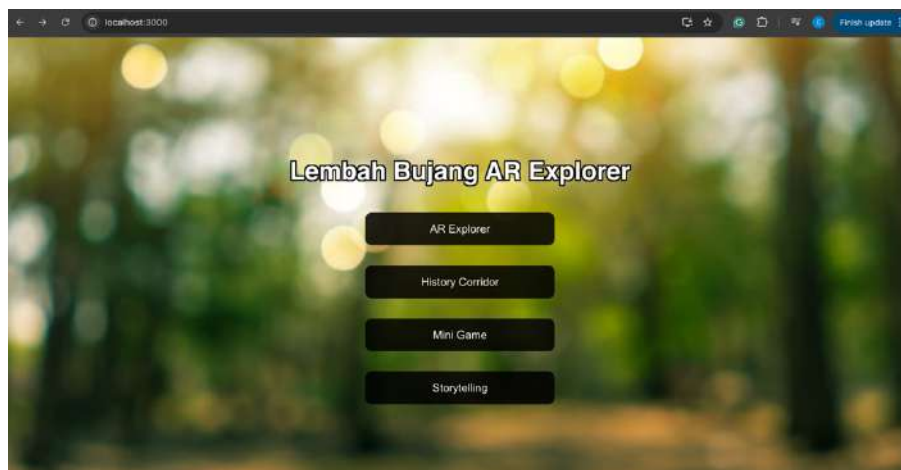 localhost:3000
Finish update
Lembah Bujang AR Explorer
AR Explorer
History Corridor
Mini Game
Storytelling